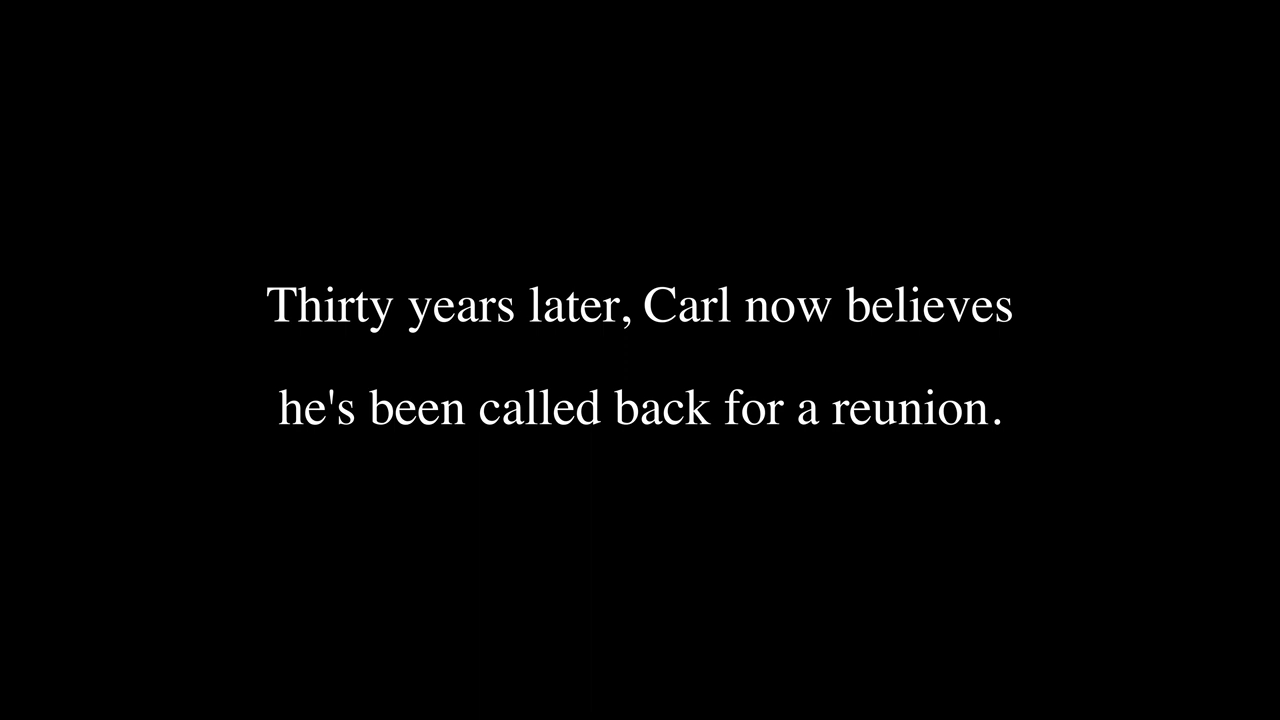 Thirty years later, Carl now believes
he's been called back for a reunion.